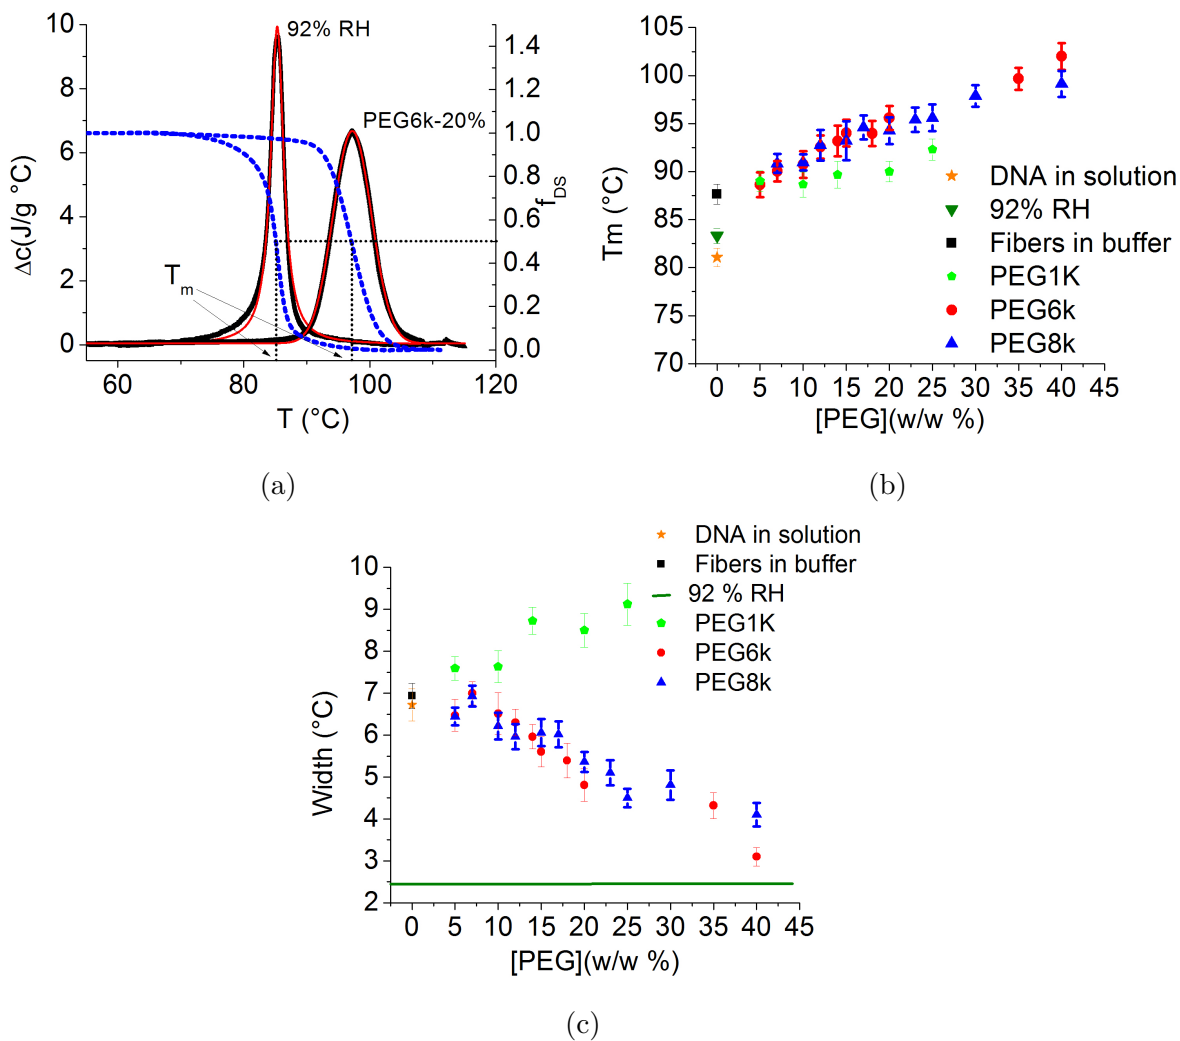 10
8
6
4
2
0
Δc(J/g °C)
60
80
100
120
T (°C)
1.4
1.2
1.0
0.8
0.6
0.4
0.2
0.0
fDS
92% RH
PEG6k-20%
Tm
(a)
105
100
95
90
85
80
75
70
Tm (°C)
0 5 10 15 20 25 30 35 40 45
[PEG](w/w %)
DNA in solution
92% RH
Fibers in buffer
PEG1K
PEG6k
PEG8k
(b)
DNA in solution
Fibers in buffer
92 % RH
PEG1K
PEG6k
PEG8k
10
9
8
7
6
5
4
3
2
Width (°C)
0 5 10 15 20 25 30 35 40 45
[PEG](w/w %)
(c)